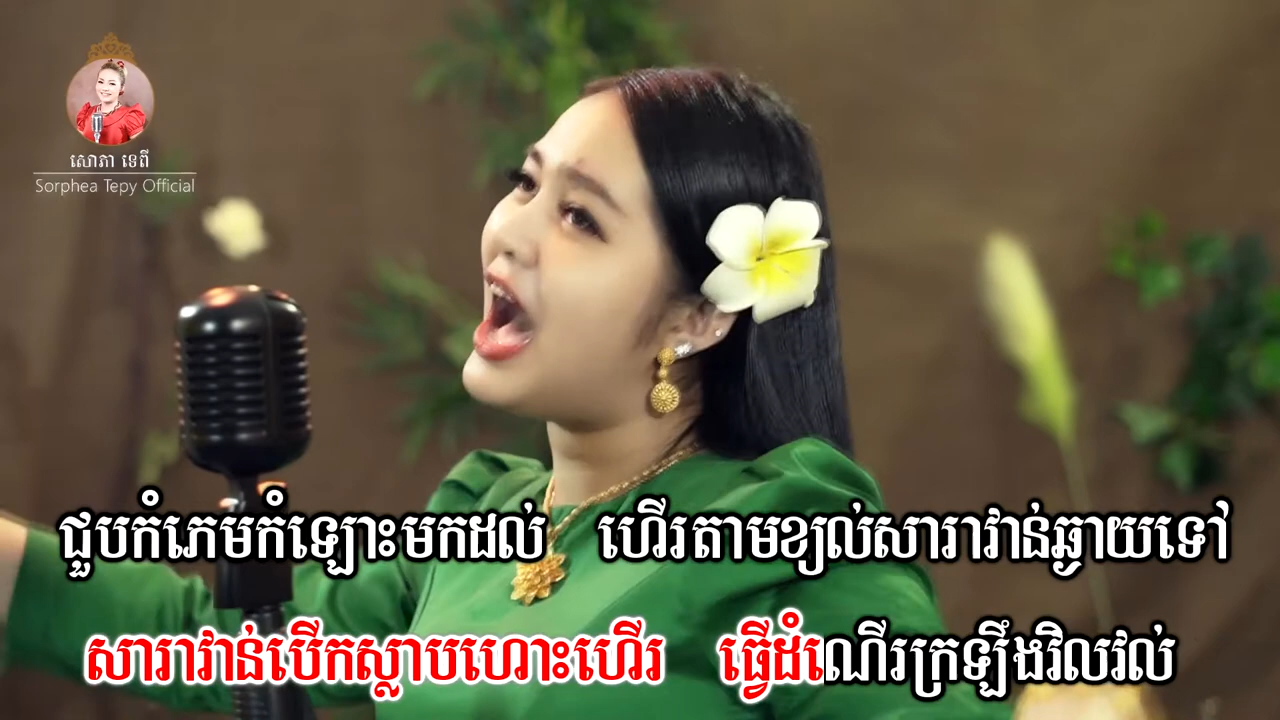 សោភា ទេពី
Sorphea Tepy Official
ជួបកំភេមកំឡោះមកដល់ ហើរតាមខ្យល់សារាវាន់ឆ្ងាយទៅ
សារាវាន់បើកស្លាបហោះហើរ ធ្វើដំណើរក្រឡឹងវិលវល់